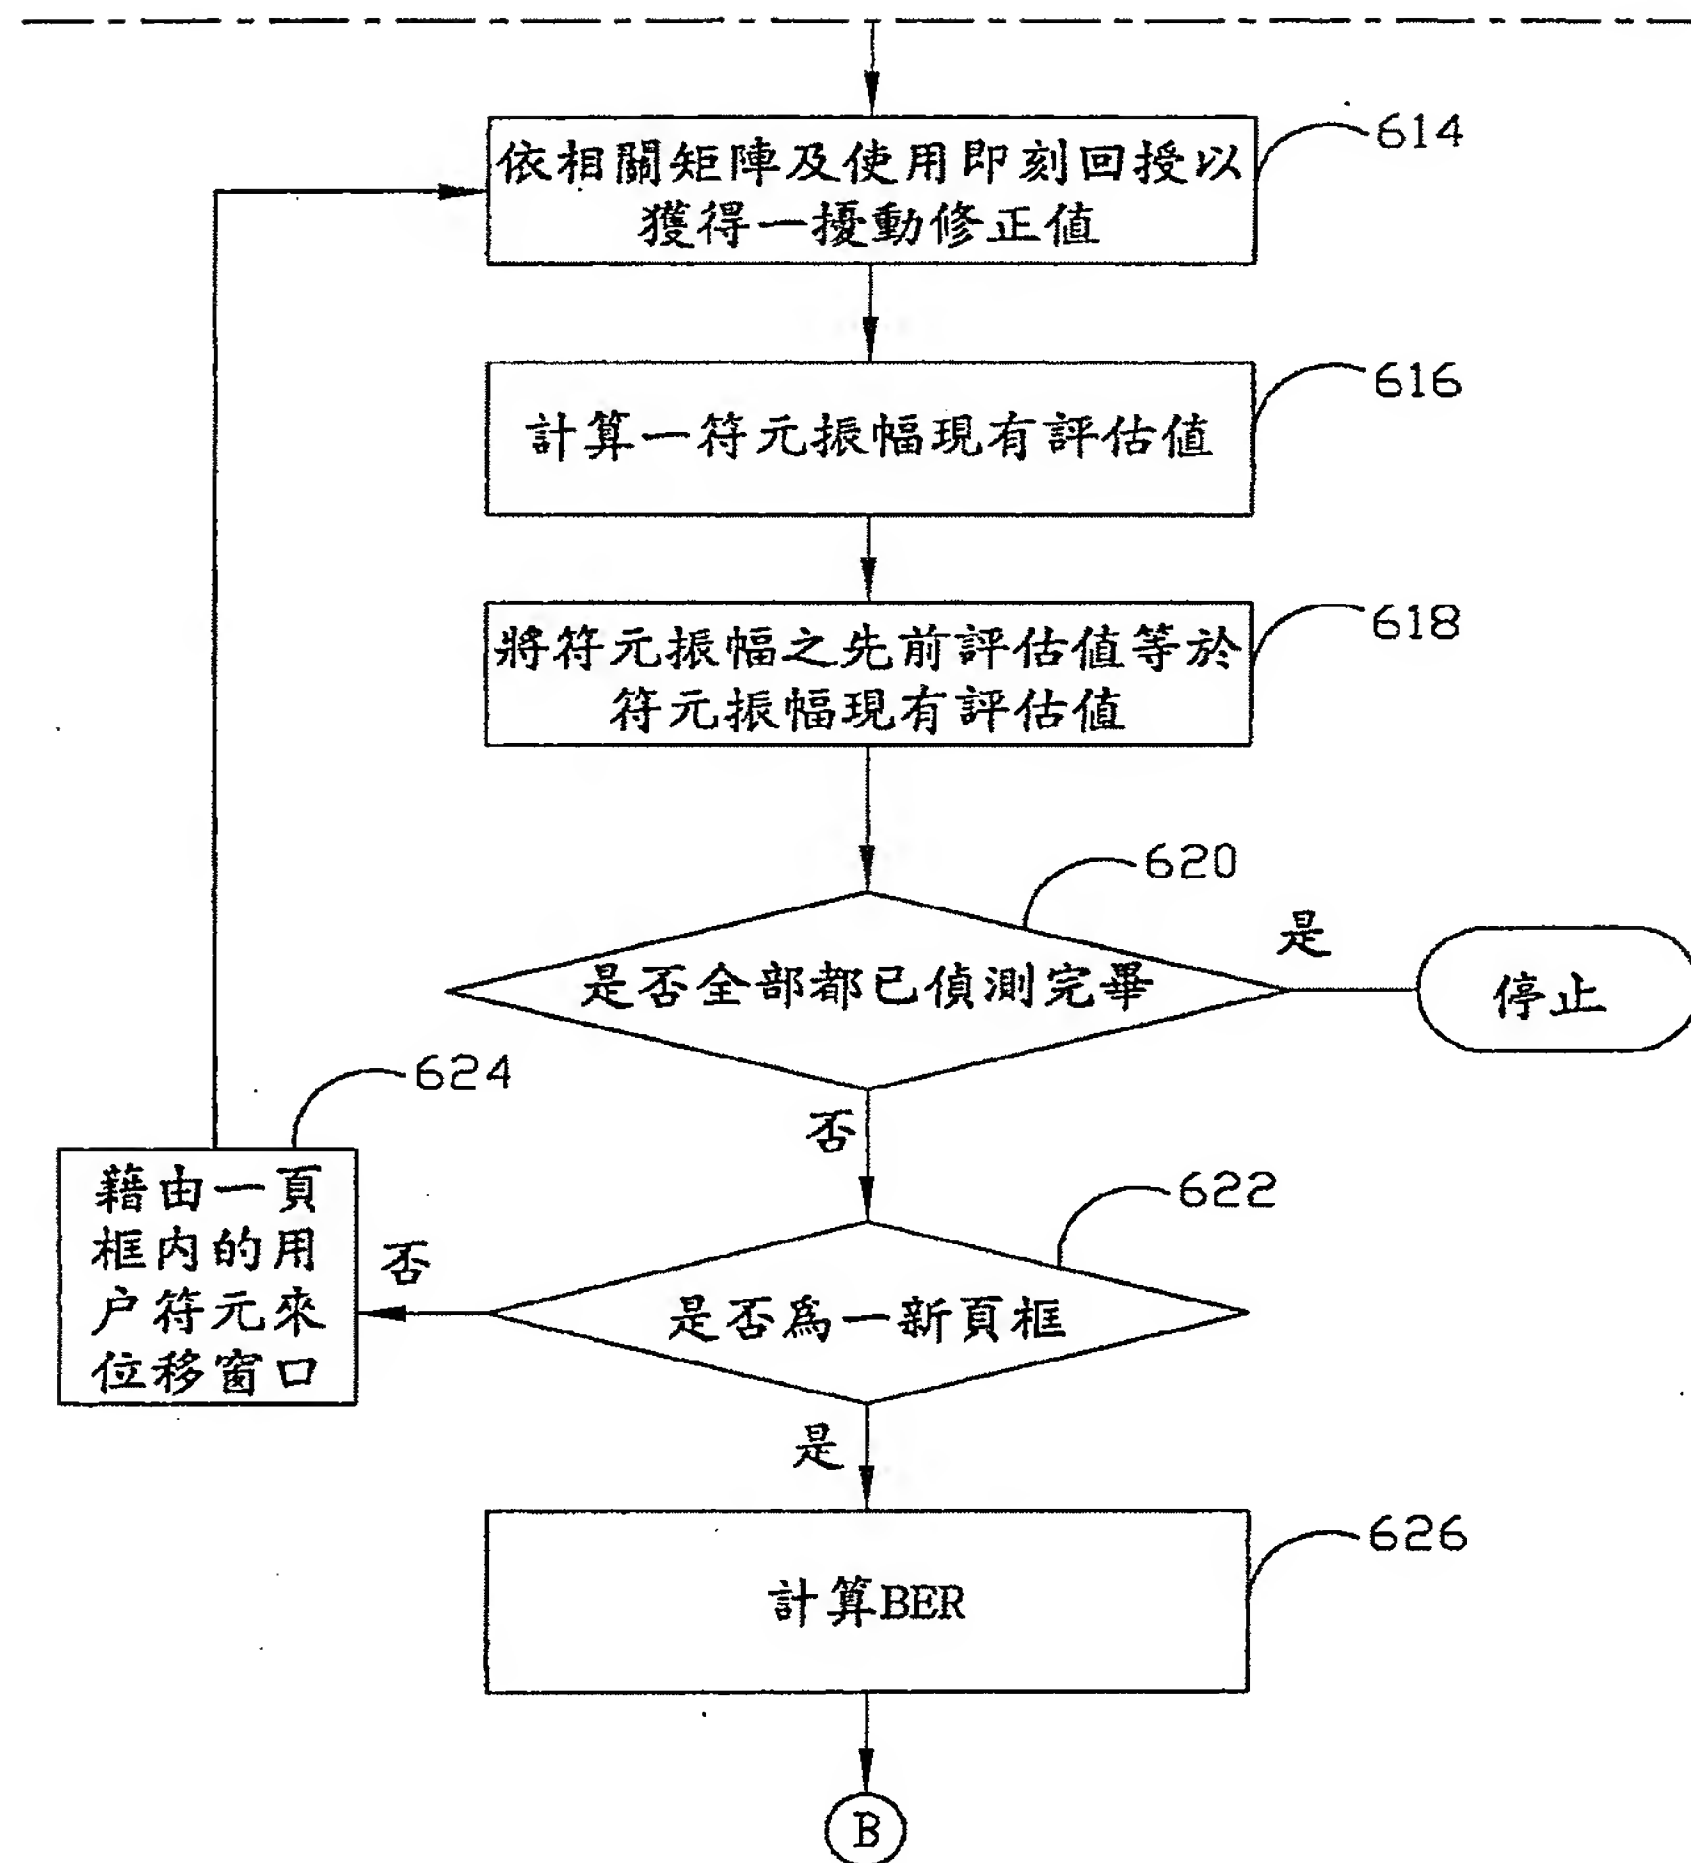 614
依相關矩陣及使用即刻回授以
獲得一擾動修正值
616
計算一符元振幅現有評估值
618
將符元振幅之先前評估值等於
符元振幅現有評估值
620
是否全部都已偵測完畢
是
停止
否
624
藉由一頁
框內的用
戶符元來
位移窗口
622
否
是否為一新頁框
是
626
計算BER
B